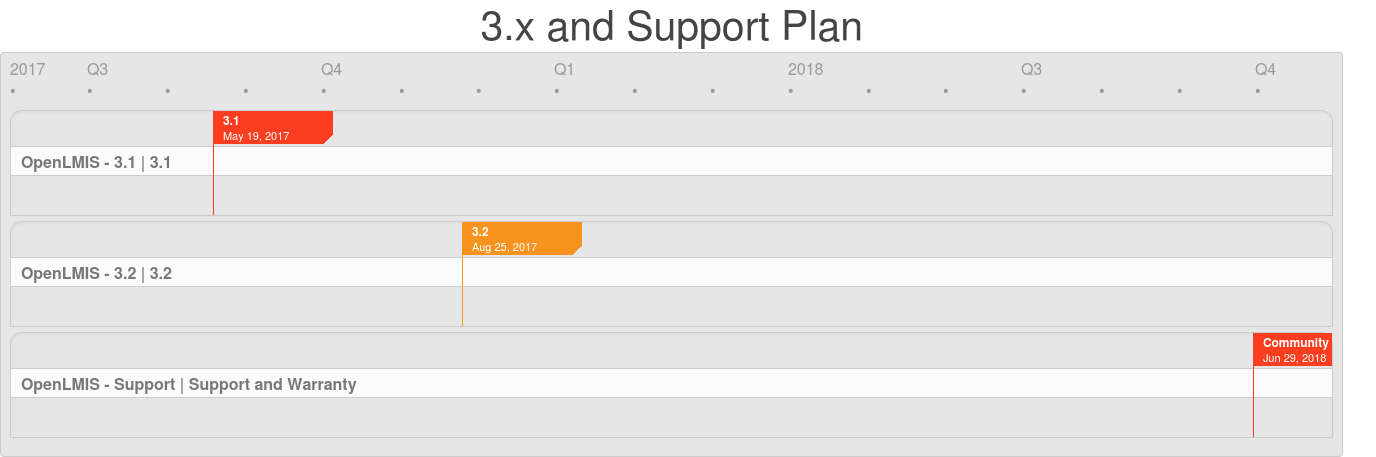 3.x and Support Plan
2017 Q3 Q4 Q1 2018 Q3 Q4
3.1
May 19, 2017
OpenLMIS - 3.1 | 3.1
3.2
Aug 25, 2017
OpenLMIS - 3.2 | 3.2
Community
Jun 29, 2018
OpenLMIS - Support | Support and Warranty